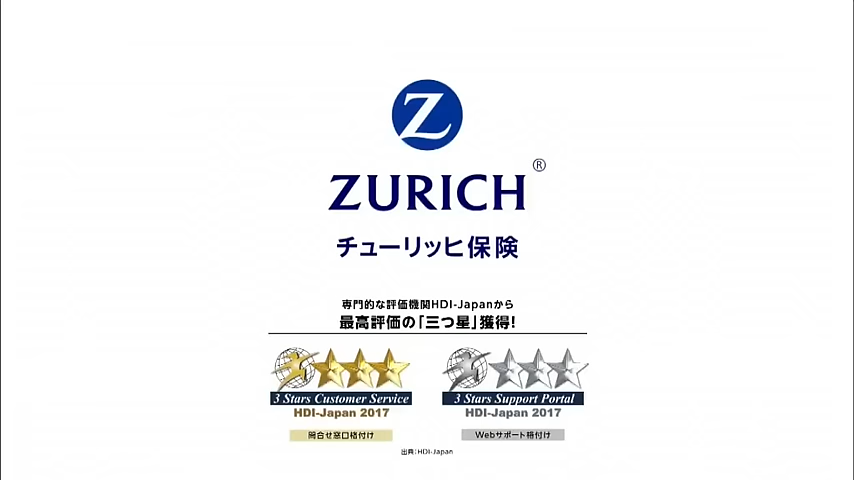 Z
ZURICH®
チューリッヒ保険
専門的な評価機関HDI-Japanから
最高評価の「三つ星」獲得!
3 Stars Customer Service
HDI-Japan 2017
問合せ窓口格付け
3 Stars Support Portal
HDI-Japan 2017
Webサポート格付け
出典:HDI-Japan